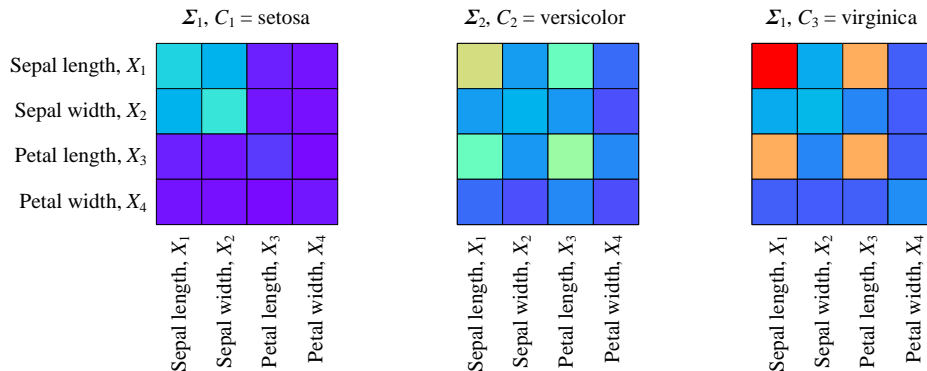 Σ1, C1 = setosa
Σ2, C2 = versicolor
Σ1, C3 = virginica
Sepal length, X1
Sepal width, X2
Petal length, X3
Petal width, X4
Sepal length, X1
Sepal width, X2
Petal length, X3
Petal width, X4
Sepal length, X1
Sepal width, X2
Petal length, X3
Petal width, X4
Sepal length, X1
Sepal width, X2
Petal length, X3
Petal width, X4